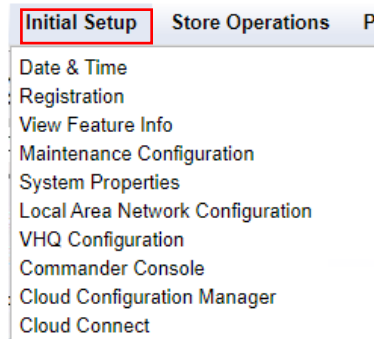 Initial Setup Store Operations P
Date & Time
Registration
View Feature Info
Maintenance Configuration
System Properties
Local Area Network Configuration
VHQ Configuration
Commander Console
Cloud Configuration Manager
Cloud Connect